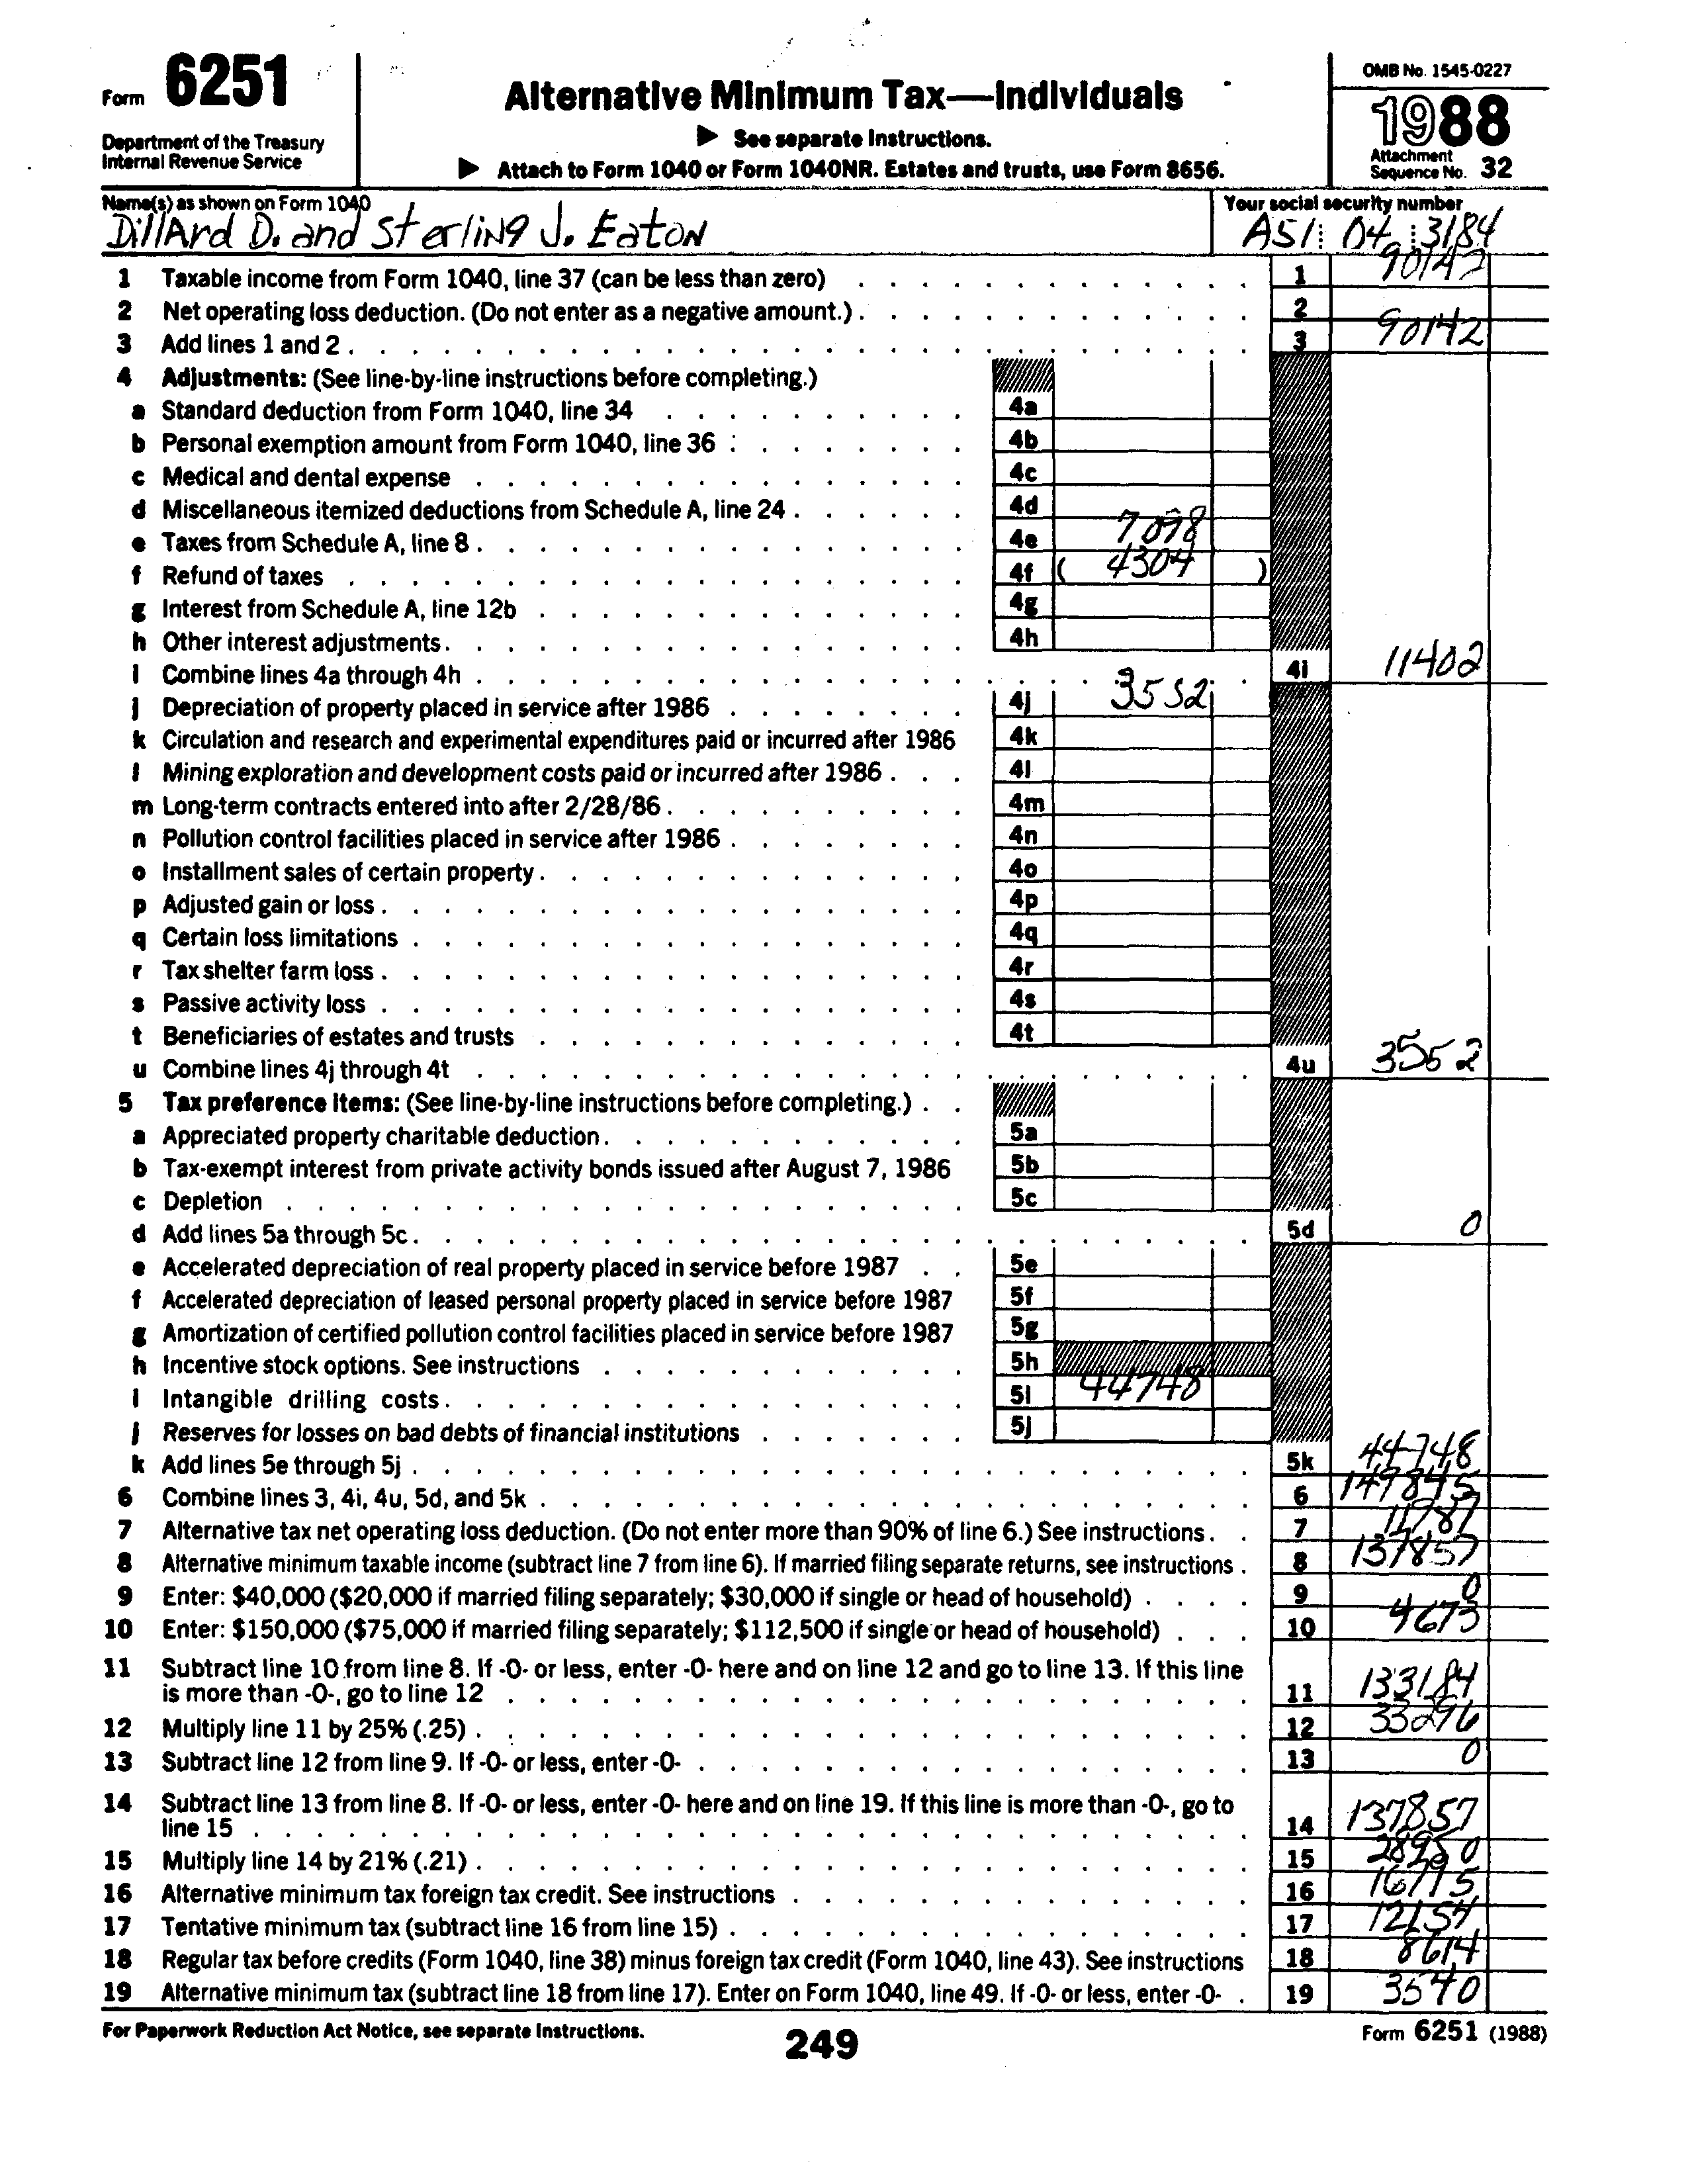 Form 6251
Department of the Treasury
Internal Revenue Service
Alternative Minimum Tax—Individuals
▶ See separate Instructions.
▶ Attach to Form 1040 or Form 1040NR. Estates and trusts, use Form 8656.
OMB No. 1545-0227
1988
Attachment
Sequence No. 32
Name(s) as shown on Form 1040
Dillard D. and Sterling J. Eaton
Your social security number
A51 04 3184
1 Taxable income from Form 1040, line 37 (can be less than zero) 1 90142
2 Net operating loss deduction. (Do not enter as a negative amount.) 2
3 Add lines 1 and 2 3 90142
4 Adjustments: (See line-by-line instructions before completing.)
a Standard deduction from Form 1040, line 34 4a
b Personal exemption amount from Form 1040, line 36 4b
c Medical and dental expense 4c
d Miscellaneous itemized deductions from Schedule A, line 24 4d
e Taxes from Schedule A, line 8 4e 7098
f Refund of taxes 4f ( 4304 )
g Interest from Schedule A, line 12b 4g
h Other interest adjustments 4h
i Combine lines 4a through 4h 4i 11402
j Depreciation of property placed in service after 1986 4j 3552
k Circulation and research and experimental expenditures paid or incurred after 1986 4k
l Mining exploration and development costs paid or incurred after 1986 4l
m Long-term contracts entered into after 2/28/86 4m
n Pollution control facilities placed in service after 1986 4n
o Installment sales of certain property 4o
p Adjusted gain or loss 4p
q Certain loss limitations 4q
r Tax shelter farm loss 4r
s Passive activity loss 4s
t Beneficiaries of estates and trusts 4t
u Combine lines 4j through 4t 4u 3552
5 Tax preference items: (See line-by-line instructions before completing.)
a Appreciated property charitable deduction 5a
b Tax-exempt interest from private activity bonds issued after August 7, 1986 5b
c Depletion 5c
d Add lines 5a through 5c 5d 0
e Accelerated depreciation of real property placed in service before 1987 5e
f Accelerated depreciation of leased personal property placed in service before 1987 5f
g Amortization of certified pollution control facilities placed in service before 1987 5g
h Incentive stock options. See instructions 5h
i Intangible drilling costs 5i 44748
j Reserves for losses on bad debts of financial institutions 5j
k Add lines 5e through 5j 5k 44748
6 Combine lines 3, 4i, 4u, 5d, and 5k 6 149845
7 Alternative tax net operating loss deduction. (Do not enter more than 90% of line 6.) See instructions 7 11987
8 Alternative minimum taxable income (subtract line 7 from line 6). If married filing separate returns, see instructions 8 137857
9 Enter: $40,000 ($20,000 if married filing separately; $30,000 if single or head of household) 9 0
10 Enter: $150,000 ($75,000 if married filing separately; $112,500 if single or head of household) 10 4673
11 Subtract line 10 from line 8. If -0- or less, enter -0- here and on line 12 and go to line 13. If this line
is more than -0-, go to line 12 11 133184
12 Multiply line 11 by 25% (.25) 12 33296
13 Subtract line 12 from line 9. If -0- or less, enter -0- 13 0
14 Subtract line 13 from line 8. If -0- or less, enter -0- here and on line 19. If this line is more than -0-, go to
line 15 14 137857
15 Multiply line 14 by 21% (.21) 15 28950
16 Alternative minimum tax foreign tax credit. See instructions 16
17 Tentative minimum tax (subtract line 16 from line 15) 17 12154
18 Regular tax before credits (Form 1040, line 38) minus foreign tax credit (Form 1040, line 43). See instructions 18 8614
19 Alternative minimum tax (subtract line 18 from line 17). Enter on Form 1040, line 49. If -0- or less, enter -0- 19 3540
For Paperwork Reduction Act Notice, see separate Instructions.
249
Form 6251 (1988)